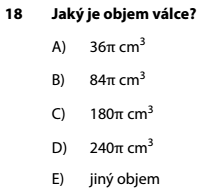 18 Jaký je objem válce?
A) 36π cm³
B) 84π cm³
C) 180π cm³
D) 240π cm³
E) jiný objem